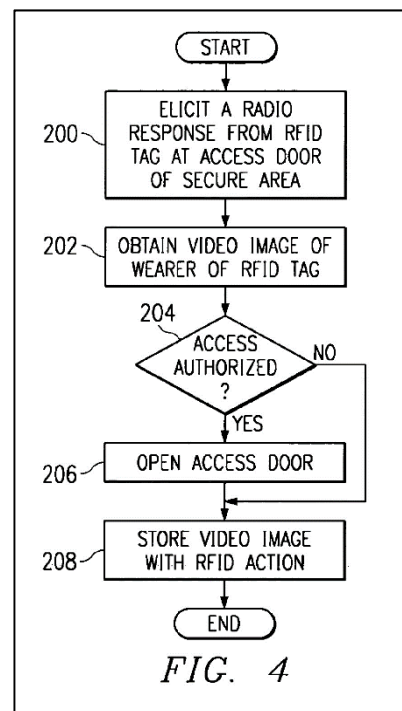 START
ELICIT A RADIO
RESPONSE FROM RFID
TAG AT ACCESS DOOR
OF SECURE AREA
200
OBTAIN VIDEO IMAGE OF
WEARER OF RFID TAG
202
204
ACCESS
AUTHORIZED
?
NO
YES
OPEN ACCESS DOOR
206
STORE VIDEO IMAGE
WITH RFID ACTION
208
END
FIG. 4